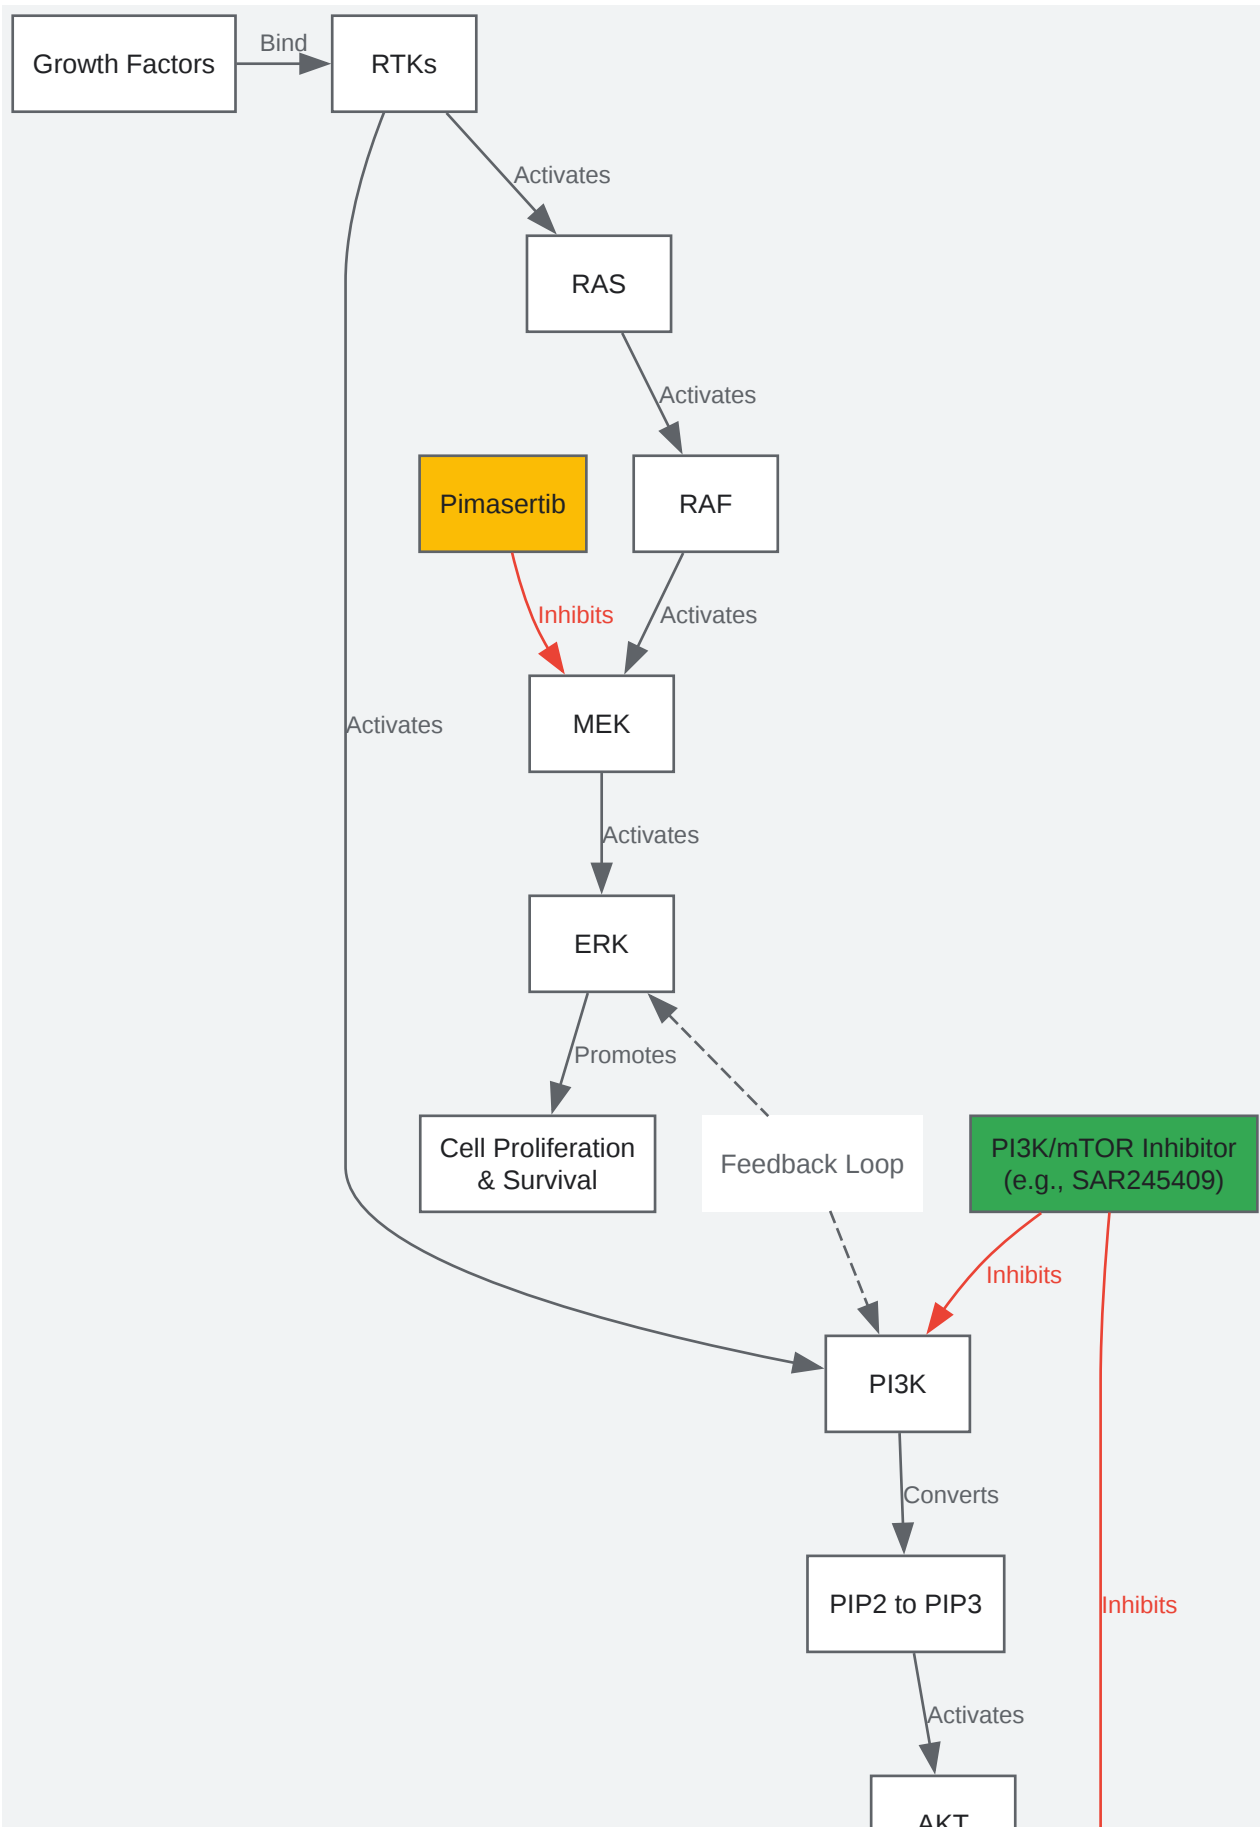 Growth Factors
Bind
RTKs
Activates
RAS
Activates
Pimasertib
RAF
Inhibits
Activates
MEK
Activates
Activates
ERK
Promotes
Cell Proliferation
& Survival
Feedback Loop
PI3K/mTOR Inhibitor
(e.g., SAR245409)
Inhibits
PI3K
Converts
PIP2 to PIP3
Inhibits
Activates
AKT